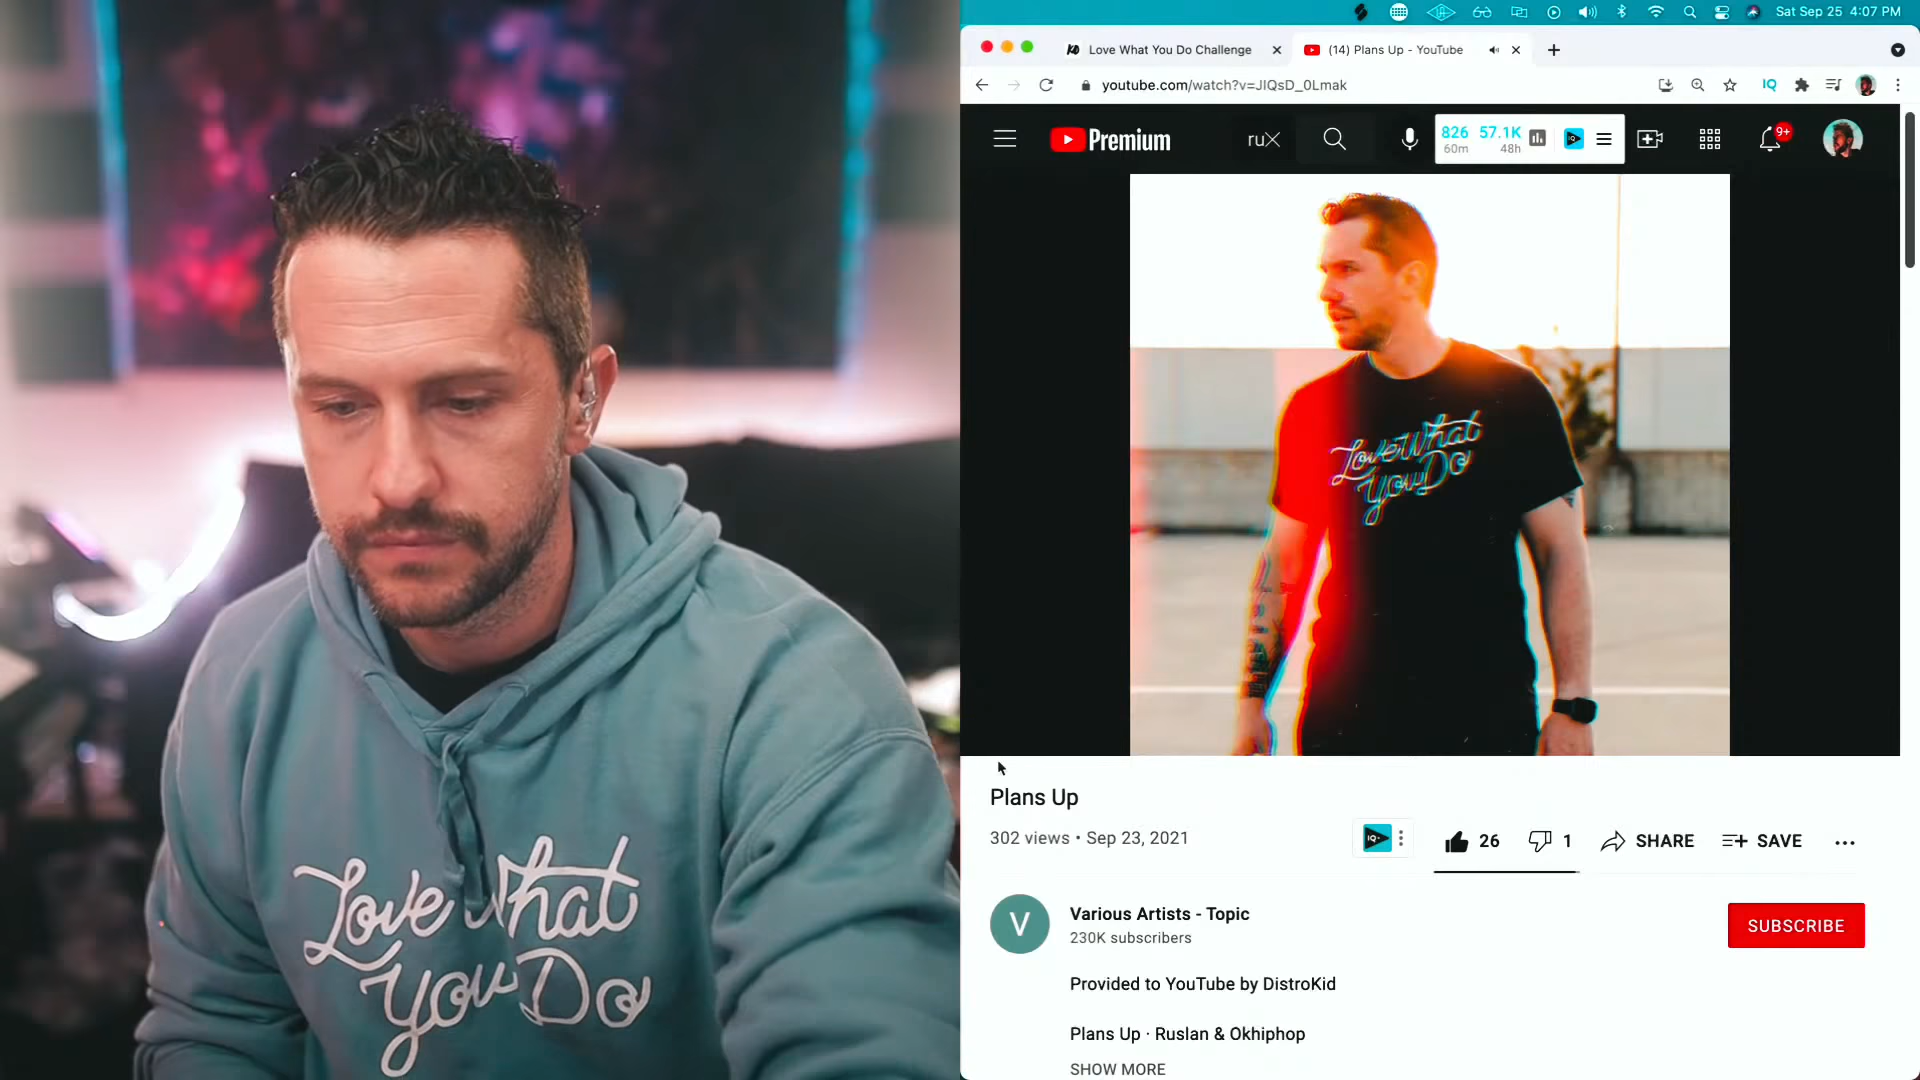 Sat Sep 25 4:07 PM
Love What You Do Challenge
(14) Plans Up - YouTube
youtube.com/watch?v=JIQsD_0Lmak
IQ
Premium
ru
826 57.1K
60m 48h
9+
Love What
You Do
Love What
You Do
Plans Up
302 views • Sep 23, 2021
IQ
26
1
SHARE
SAVE
V
Various Artists - Topic
230K subscribers
SUBSCRIBE
Provided to YouTube by DistroKid
Plans Up · Ruslan & Okhiphop
SHOW MORE